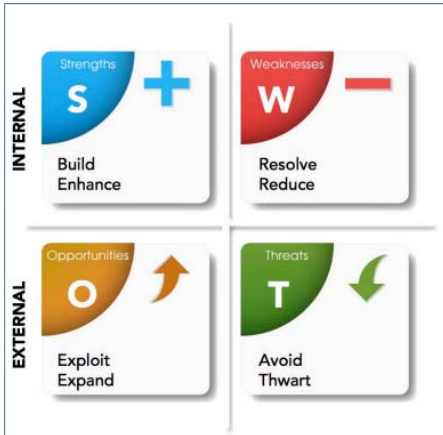 INTERNAL
Strengths
S
Build
Enhance
Weaknesses
W
Resolve
Reduce
EXTERNAL
Opportunities
O
Exploit
Expand
Threats
T
Avoid
Thwart